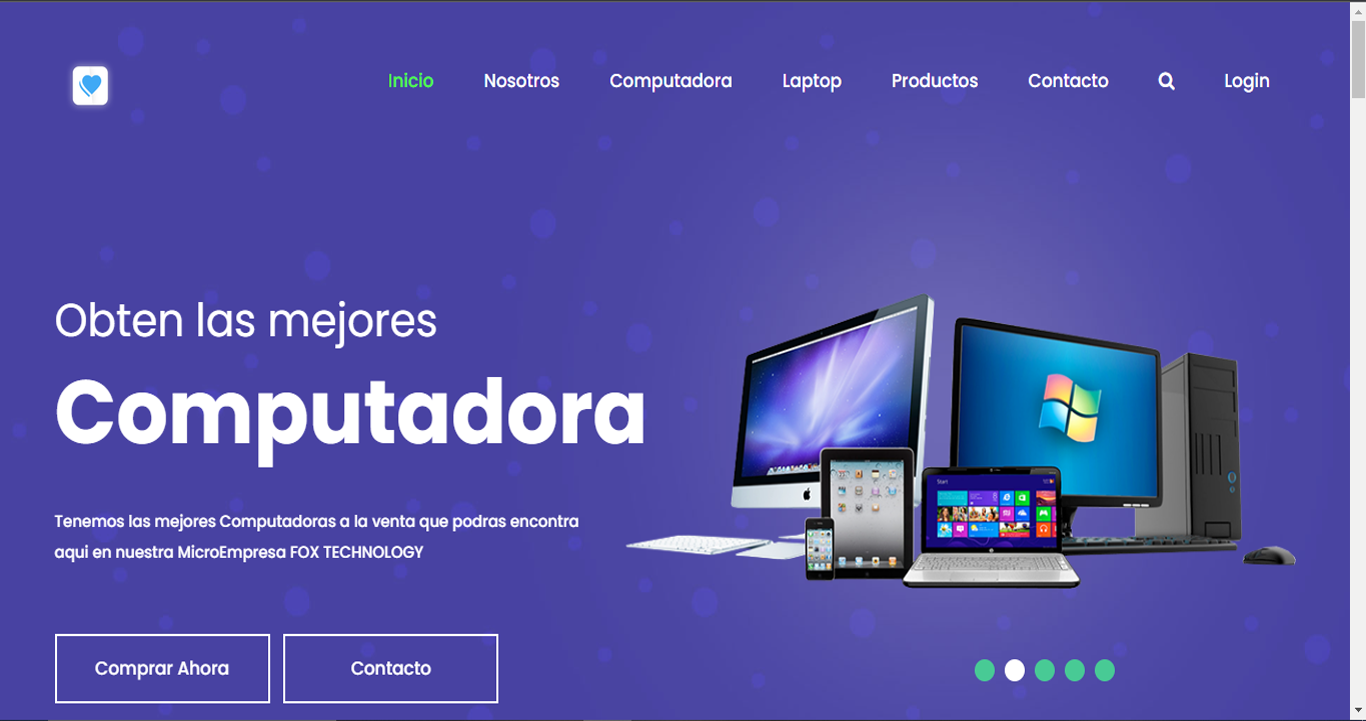 Inicio Nosotros Computadora Laptop Productos Contacto Login
Obten las mejores
Computadora
Tenemos las mejores Computadoras a la venta que podras encontra
aqui en nuestra MicroEmpresa FOX TECHNOLOGY
Start
Comprar Ahora Contacto